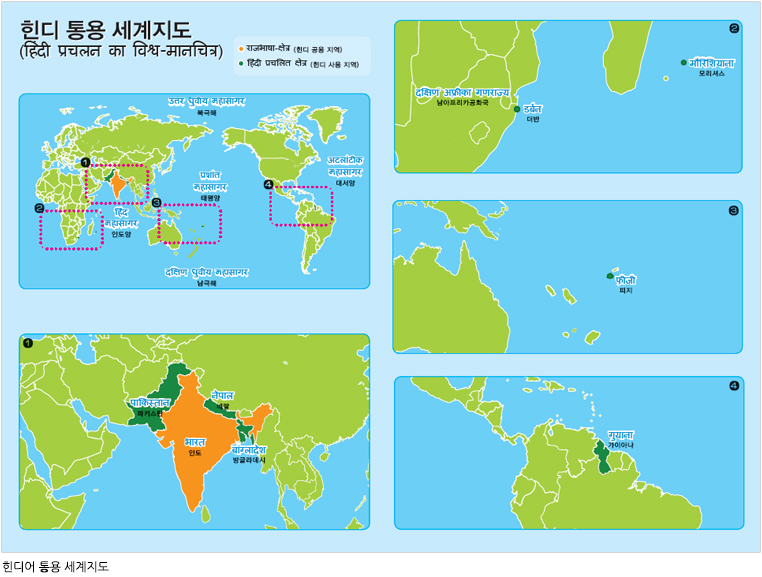 힌디 통용 세계지도
(हिंदी प्रचलन का विश्व-मानचित्र)
राजभाषा-क्षेत्र (힌디 공용 지역)
हिंदी प्रचलित क्षेत्र (힌디 사용 지역)
उत्तर ध्रुवीय महासागर
북극해
प्रशांत
महासागर
태평양
अटलांटिक
महासागर
대서양
हिंद
महासागर
인도양
दक्षिण ध्रुवीय महासागर
남극해
1
2
3
4
1
पाकिस्तान
파키스탄
नेपाल
네팔
भारत
인도
बांग्लादेश
방글라데시
2
मौरिशियाना
모리셔스
दक्षिण अफ्रीका गणराज्य
남아프리카공화국
डर्बन
더반
3
फीजी
피지
4
गुयाना
가이아나
힌디어 통용 세계지도